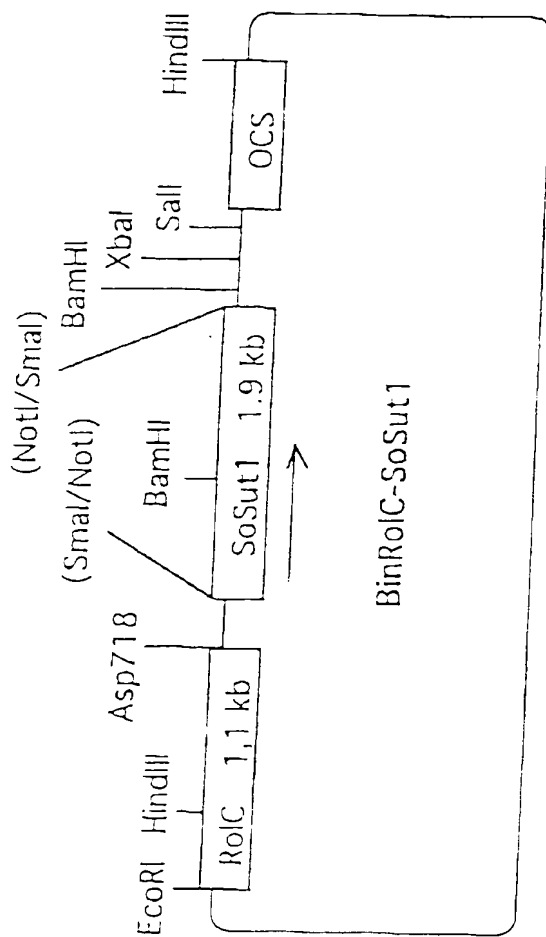 (NotI/SmaI)
(SmaI/NotI)
BamHI
XbaI
SalI
HindIII
Asp718
BamHI
EcoRI
HindIII
RolC 1,1 kb
SoSut1 1.9 kb
OCS
BinRolC-SoSut1